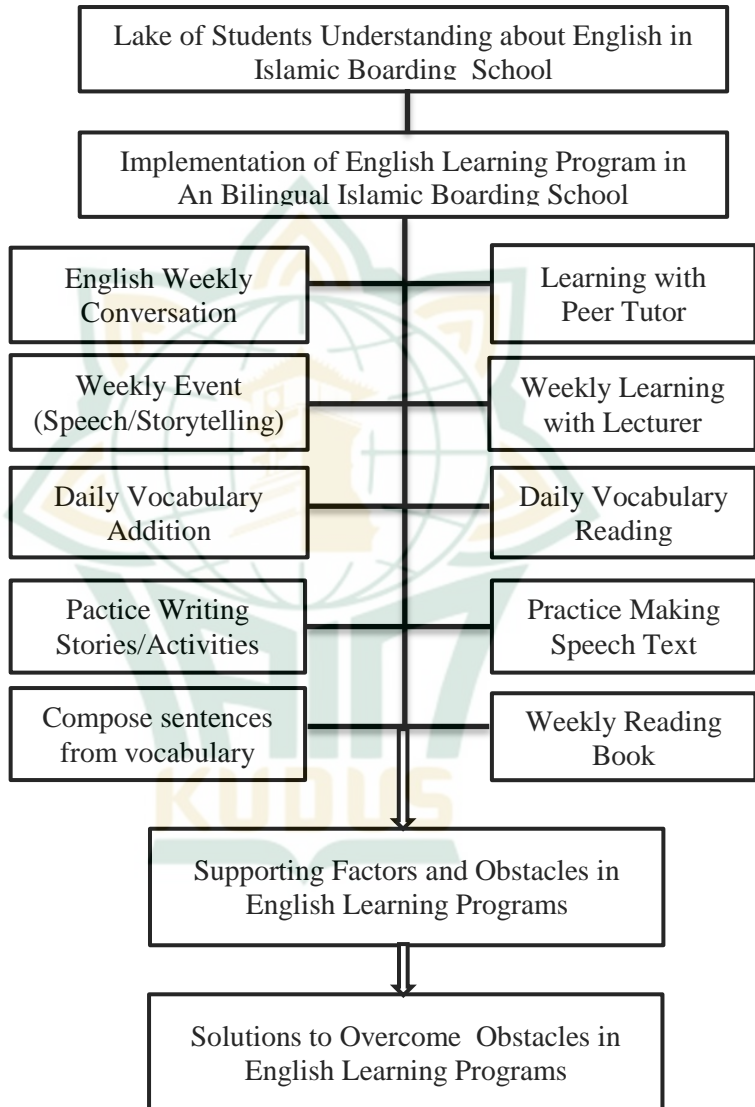 Lake of Students Understanding about English in
Islamic Boarding School
Implementation of English Learning Program in
An Bilingual Islamic Boarding School
English Weekly
Conversation
Learning with
Peer Tutor
Weekly Event
(Speech/Storytelling)
Weekly Learning
with Lecturer
Daily Vocabulary
Addition
Daily Vocabulary
Reading
Pactice Writing
Stories/Activities
Practice Making
Speech Text
Compose sentences
from vocabulary
Weekly Reading
Book
KUDUS
Supporting Factors and Obstacles in
English Learning Programs
Solutions to Overcome Obstacles in
English Learning Programs